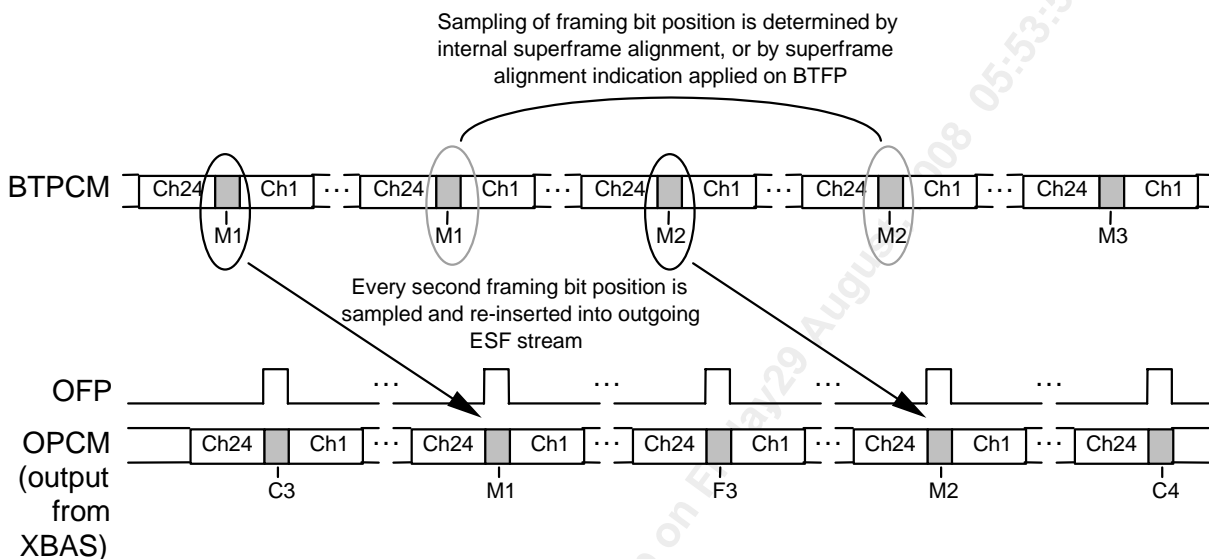 Sampling of framing bit position is determined by
internal superframe alignment, or by superframe
alignment indication applied on BTFP
BTPCM
Ch24 Ch1 ... Ch24 Ch1 ... Ch24 Ch1 ... Ch24 Ch1 ... Ch24 Ch1
M1 M1 M2 M2 M3
Every second framing bit position is
sampled and re-inserted into outgoing
ESF stream
OFP
... ... ... ...
OPCM
(output
from
XBAS)
Ch24 Ch1 ... Ch24 Ch1 ... Ch24 Ch1 ... Ch24 Ch1 ... Ch24
C3 M1 F3 M2 C4